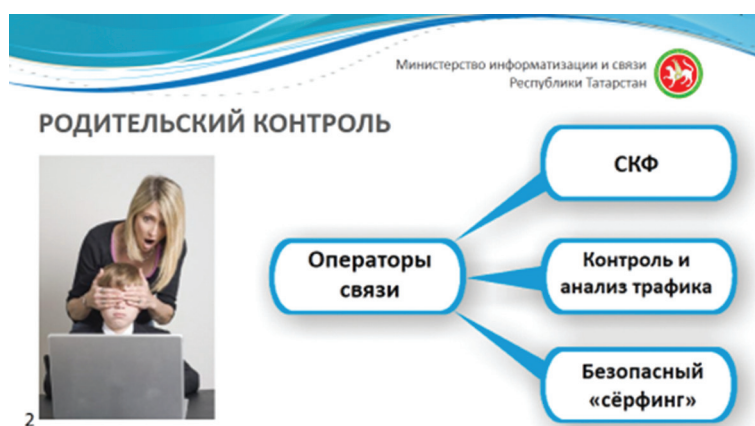 Министерство информатизации и связи
Республики Татарстан
РОДИТЕЛЬСКИЙ КОНТРОЛЬ
СКФ
Операторы
связи
Контроль и
анализ трафика
Безопасный
«сёрфинг»
2